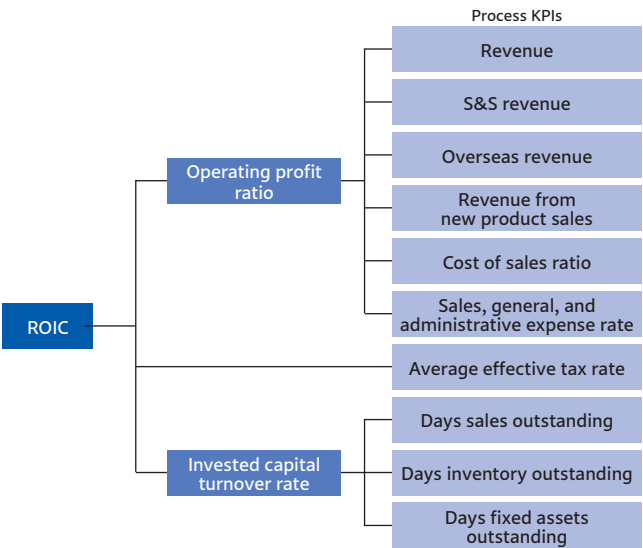 Process KPIs
Revenue
S&S revenue
Overseas revenue
Operating profit
ratio
Revenue from
new product sales
Cost of sales ratio
Sales, general, and
administrative expense rate
ROIC
Average effective tax rate
Days sales outstanding
Invested capital
turnover rate
Days inventory outstanding
Days fixed assets
outstanding